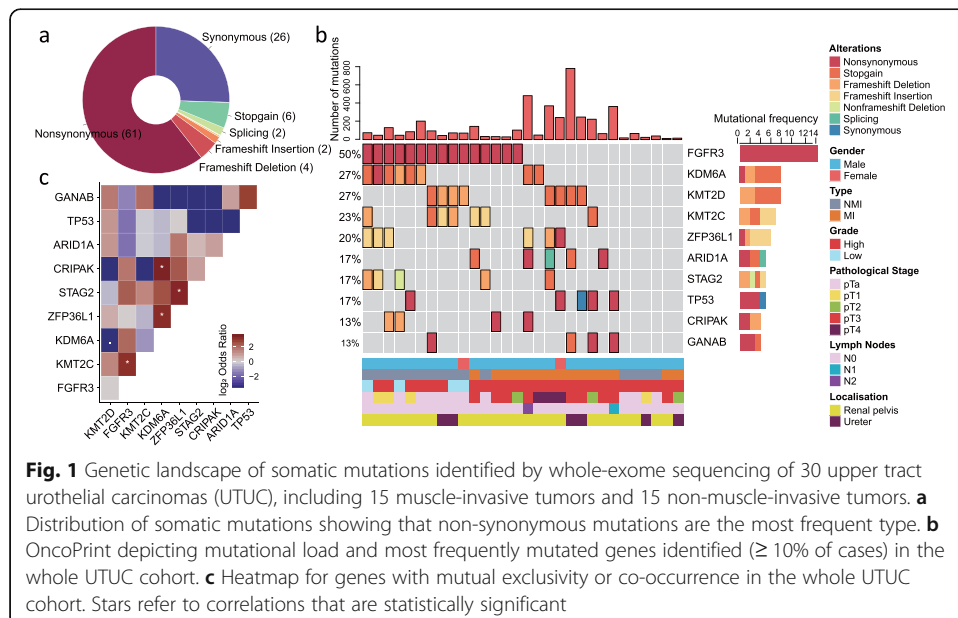 a
Synonymous (26)
Stopgain (6)
Splicing (2)
Frameshift Insertion (2)
Frameshift Deletion (4)
Nonsynonymous (61)
b
Number of mutations
0 200 400 600 800
50%
27%
27%
23%
20%
17%
17%
17%
13%
13%
Mutational frequency
0 2 4 6 8 10 12 14
FGFR3
KDM6A
KMT2D
KMT2C
ZFP36L1
ARID1A
STAG2
TP53
CRIPAK
GANAB
Alterations
Nonsynonymous
Stopgain
Frameshift Deletion
Frameshift Insertion
Nonframeshift Deletion
Splicing
Synonymous
Gender
Male
Female
Type
NMI
MI
Grade
High
Low
Pathological Stage
pTa
pT1
pT2
pT3
pT4
Lymph Nodes
N0
N1
N2
Localisation
Renal pelvis
Ureter
c
GANAB
TP53
ARID1A
CRIPAK
STAG2
ZFP36L1
KDM6A
KMT2C
FGFR3
KMT2D
FGFR3
KMT2C
KDM6A
ZFP36L1
STAG2
CRIPAK
ARID1A
TP53
log₂ Odds Ratio
2
0
−2
Fig. 1 Genetic landscape of somatic mutations identified by whole-exome sequencing of 30 upper tract
urothelial carcinomas (UTUC), including 15 muscle-invasive tumors and 15 non-muscle-invasive tumors. a
Distribution of somatic mutations showing that non-synonymous mutations are the most frequent type. b
OncoPrint depicting mutational load and most frequently mutated genes identified (≥ 10% of cases) in the
whole UTUC cohort. c Heatmap for genes with mutual exclusivity or co-occurrence in the whole UTUC
cohort. Stars refer to correlations that are statistically significant